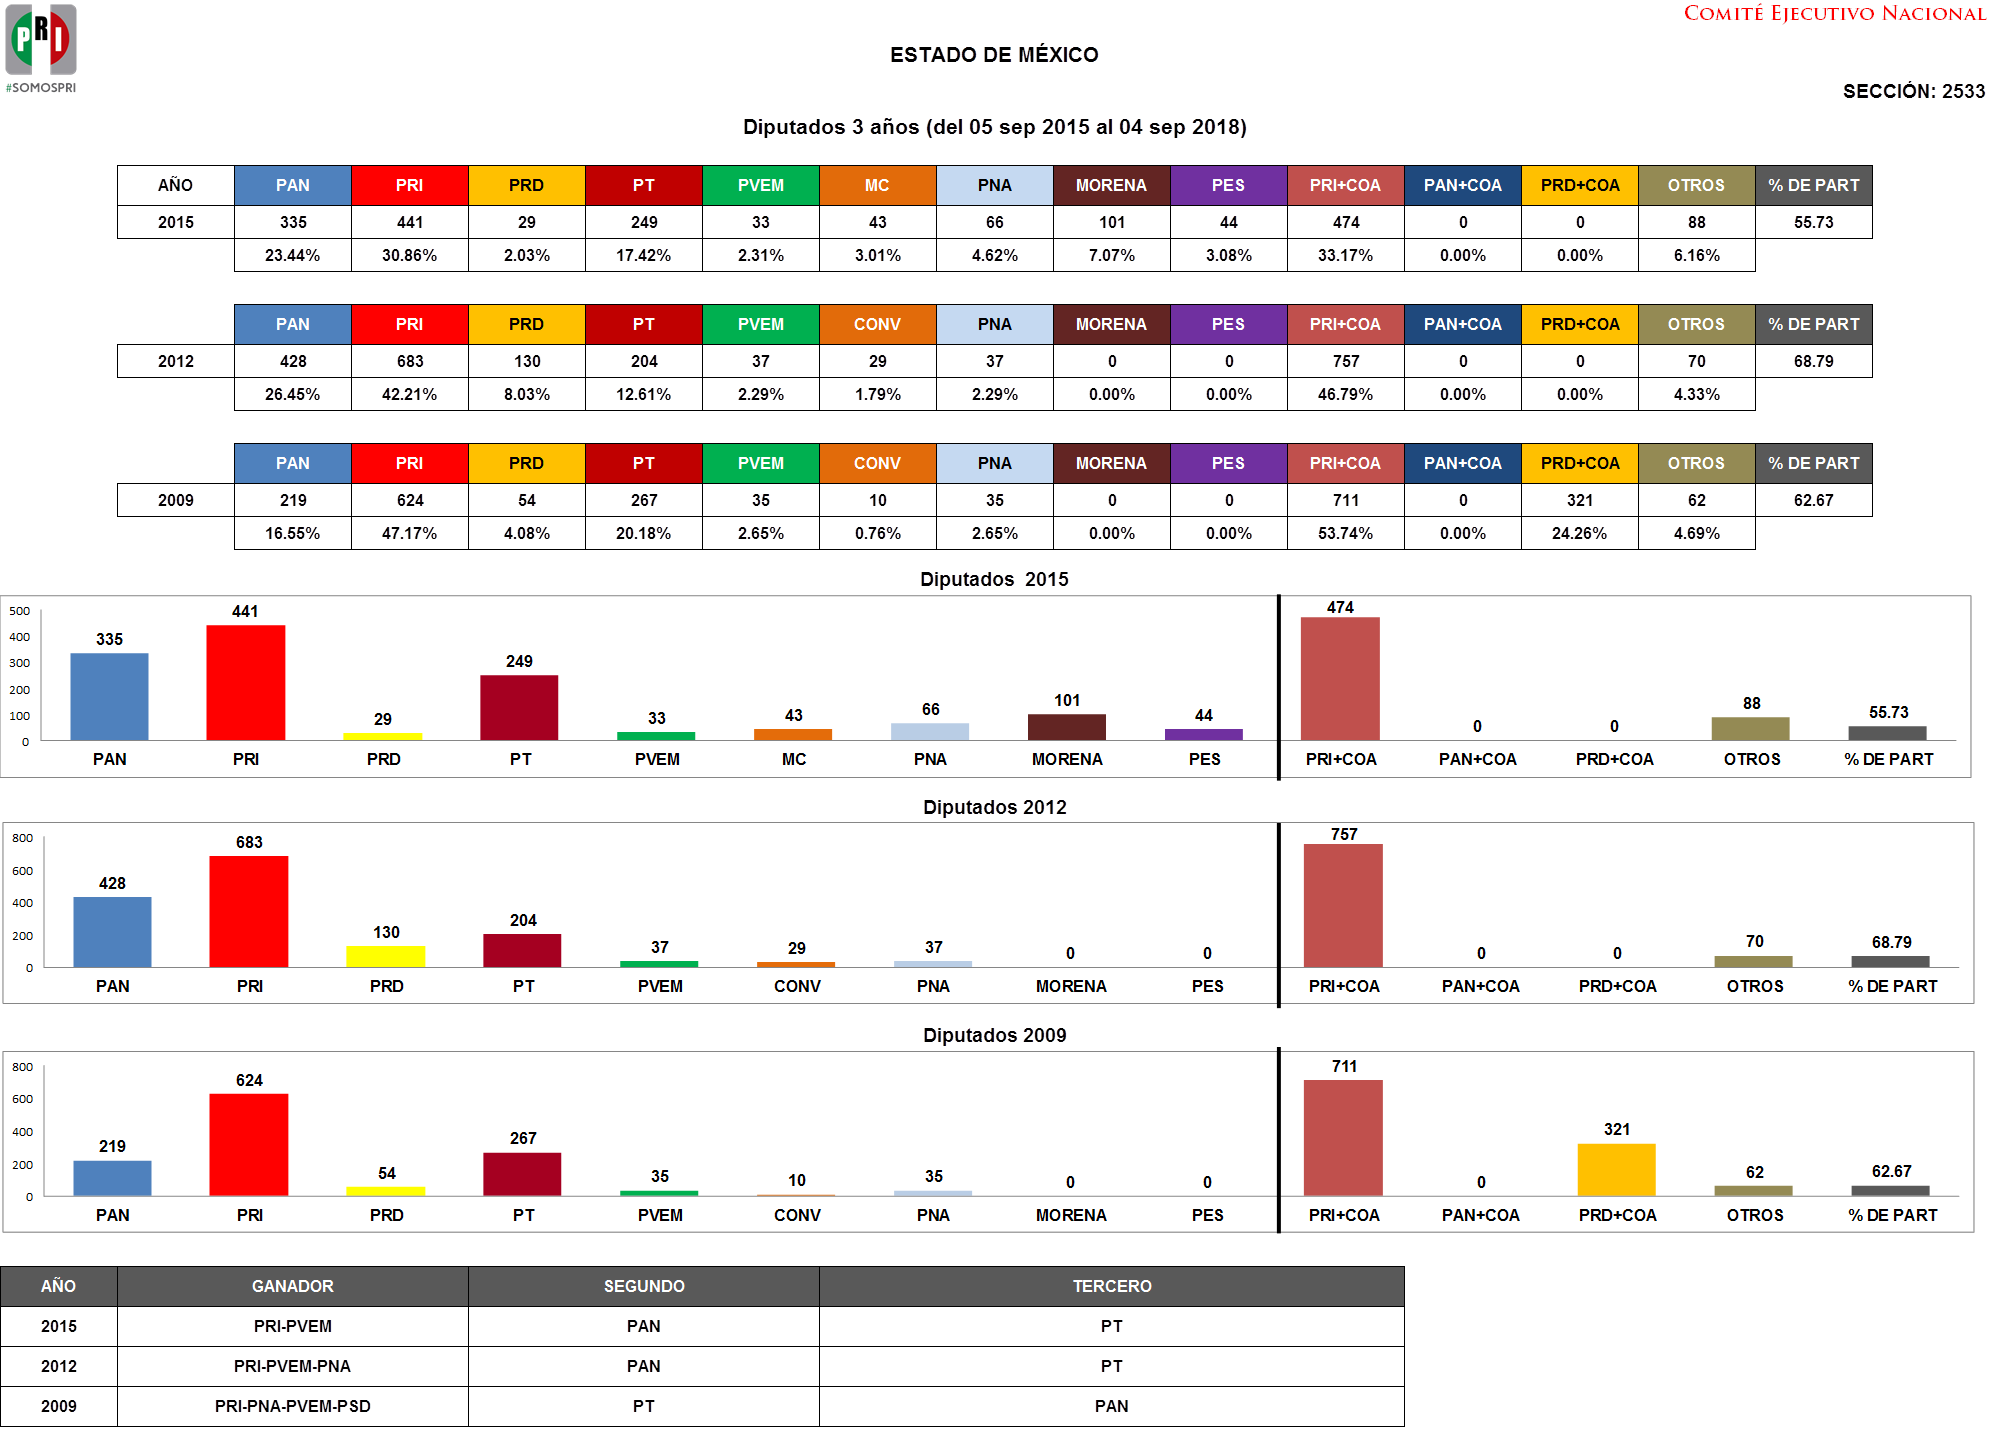 PRI
#SOMOSPRI
COMITÉ EJECUTIVO NACIONAL
ESTADO DE MÉXICO
SECCIÓN: 2533
Diputados 3 años (del 05 sep 2015 al 04 sep 2018)
AÑO PAN PRI PRD PT PVEM MC PNA MORENA PES PRI+COA PAN+COA PRD+COA OTROS % DE PART
2015 335 441 29 249 33 43 66 101 44 474 0 0 88 55.73
23.44% 30.86% 2.03% 17.42% 2.31% 3.01% 4.62% 7.07% 3.08% 33.17% 0.00% 0.00% 6.16%
PAN PRI PRD PT PVEM CONV PNA MORENA PES PRI+COA PAN+COA PRD+COA OTROS % DE PART
2012 428 683 130 204 37 29 37 0 0 757 0 0 70 68.79
26.45% 42.21% 8.03% 12.61% 2.29% 1.79% 2.29% 0.00% 0.00% 46.79% 0.00% 0.00% 4.33%
PAN PRI PRD PT PVEM CONV PNA MORENA PES PRI+COA PAN+COA PRD+COA OTROS % DE PART
2009 219 624 54 267 35 10 35 0 0 711 0 321 62 62.67
16.55% 47.17% 4.08% 20.18% 2.65% 0.76% 2.65% 0.00% 0.00% 53.74% 0.00% 24.26% 4.69%
Diputados 2015
500
400
300
200
100
0
335 441 29 249 33 43 66 101 44 474 0 0 88 55.73
PAN PRI PRD PT PVEM MC PNA MORENA PES PRI+COA PAN+COA PRD+COA OTROS % DE PART
Diputados 2012
800
600
400
200
0
428 683 130 204 37 29 37 0 0 757 0 0 70 68.79
PAN PRI PRD PT PVEM CONV PNA MORENA PES PRI+COA PAN+COA PRD+COA OTROS % DE PART
Diputados 2009
800
600
400
200
0
219 624 54 267 35 10 35 0 0 711 0 321 62 62.67
PAN PRI PRD PT PVEM CONV PNA MORENA PES PRI+COA PAN+COA PRD+COA OTROS % DE PART
AÑO GANADOR SEGUNDO TERCERO
2015 PRI-PVEM PAN PT
2012 PRI-PVEM-PNA PAN PT
2009 PRI-PNA-PVEM-PSD PT PAN